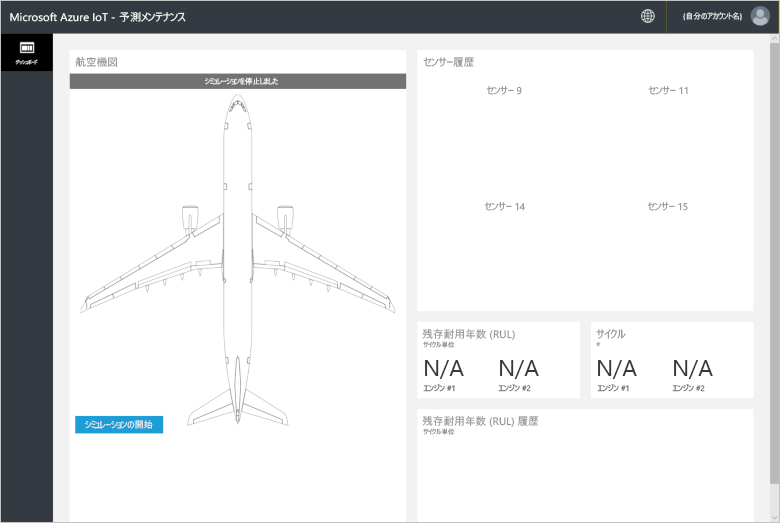 Microsoft Azure IoT - 予測メンテナンス
(自分のアカウント名)
ダッシュボード
航空機図
シミュレーションを停止しました
シミュレーションの開始
センサー履歴
センサー 9
センサー 11
センサー 14
センサー 15
残存耐用年数 (RUL)
サイクル単位
N/A
N/A
エンジン #1
エンジン #2
サイクル
#
N/A
N/A
エンジン #1
エンジン #2
残存耐用年数 (RUL) 履歴
サイクル単位